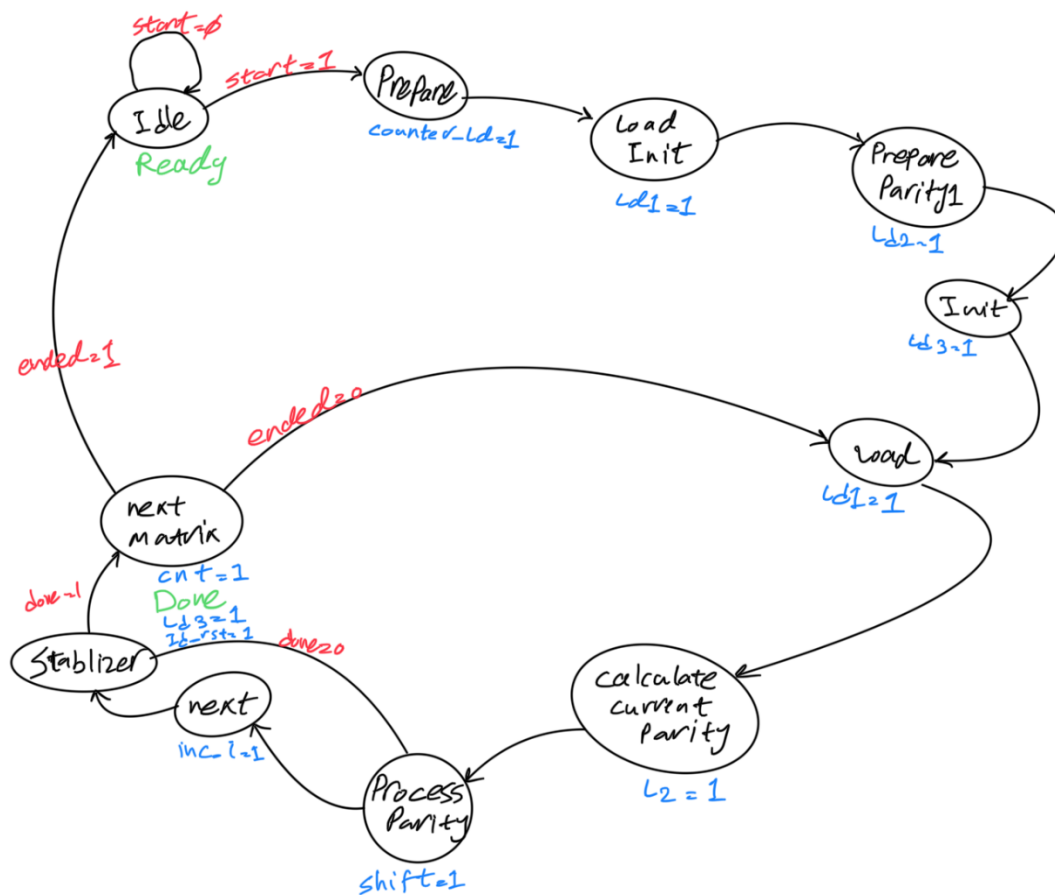 start=ϕ
start=1
Idle
Ready
Prepare
counter_Ld=1
Load
Init
Ld1=1
Prepare
Parity1
Ld2=1
Init
Ld3=1
ended=1
ended=0
Load
Ld1=1
next
Matrix
cnt=1
Done
Ld3=1
Id_rst=1
done=1
done=0
Stablizer
next
inc_i=1
Process
Parity
shift=1
calculate
current
Parity
L2=1